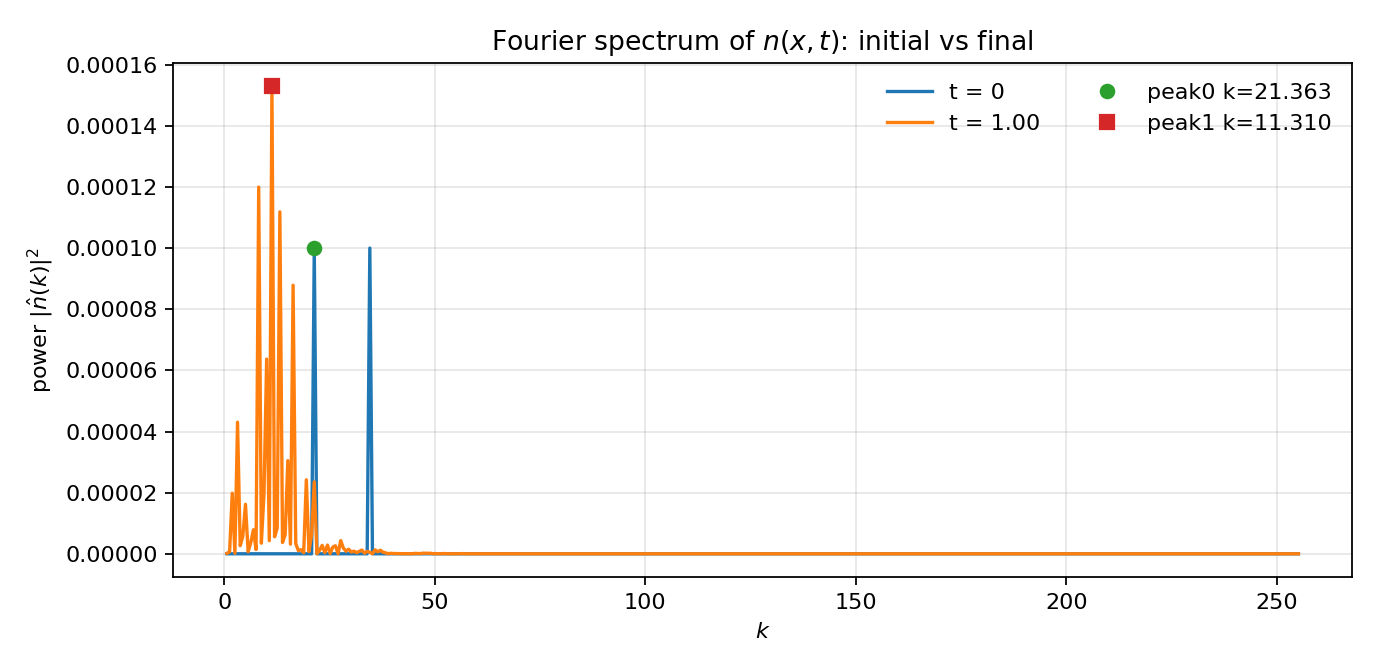 Fourier spectrum of n(x, t): initial vs final
0.00016
0.00014
0.00012
0.00010
0.00008
0.00006
0.00004
0.00002
0.00000
power |n̂(k)|²
t = 0
t = 1.00
peak0 k=21.363
peak1 k=11.310
0 50 100 150 200 250
k